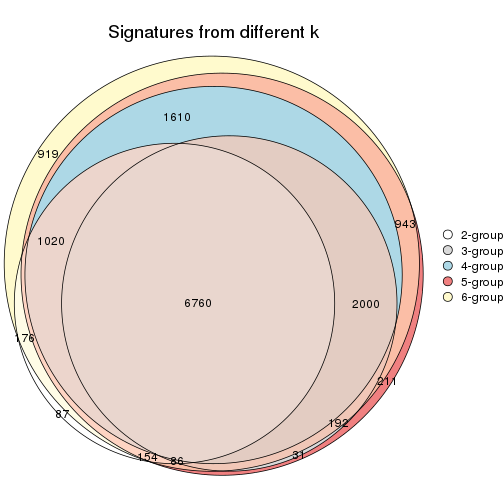 Signatures from different k
1610
919
943
1020
6760
2000
176
211
87
192
154
86
31
2-group
3-group
4-group
5-group
6-group